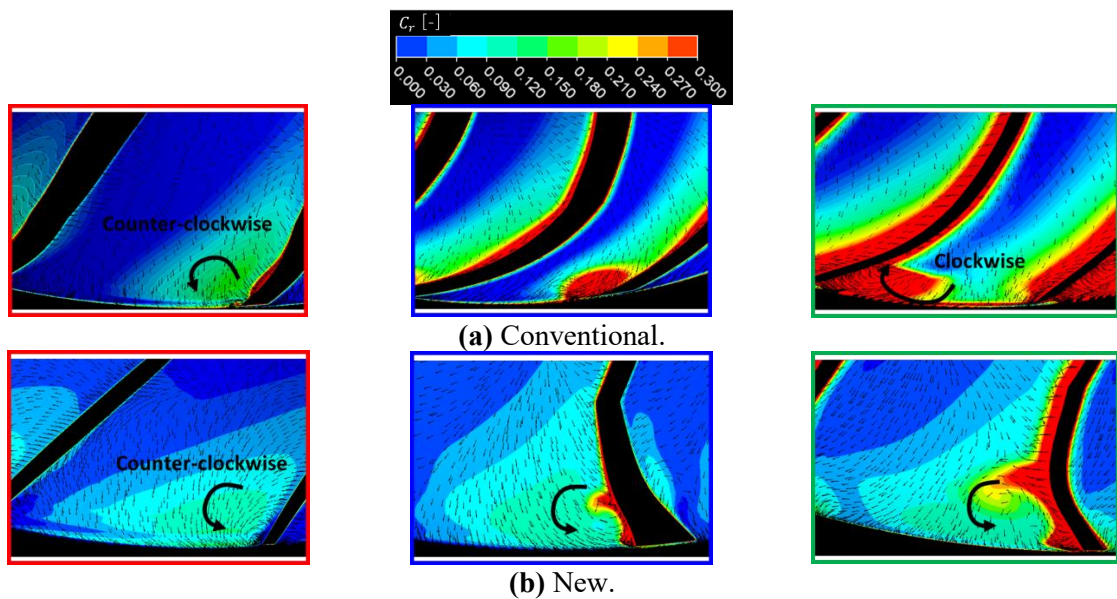 C_r [-]
0.000 0.030 0.060 0.090 0.120 0.150 0.180 0.210 0.240 0.270 0.300
Counter-clockwise
Clockwise
(a) Conventional.
Counter-clockwise
(b) New.